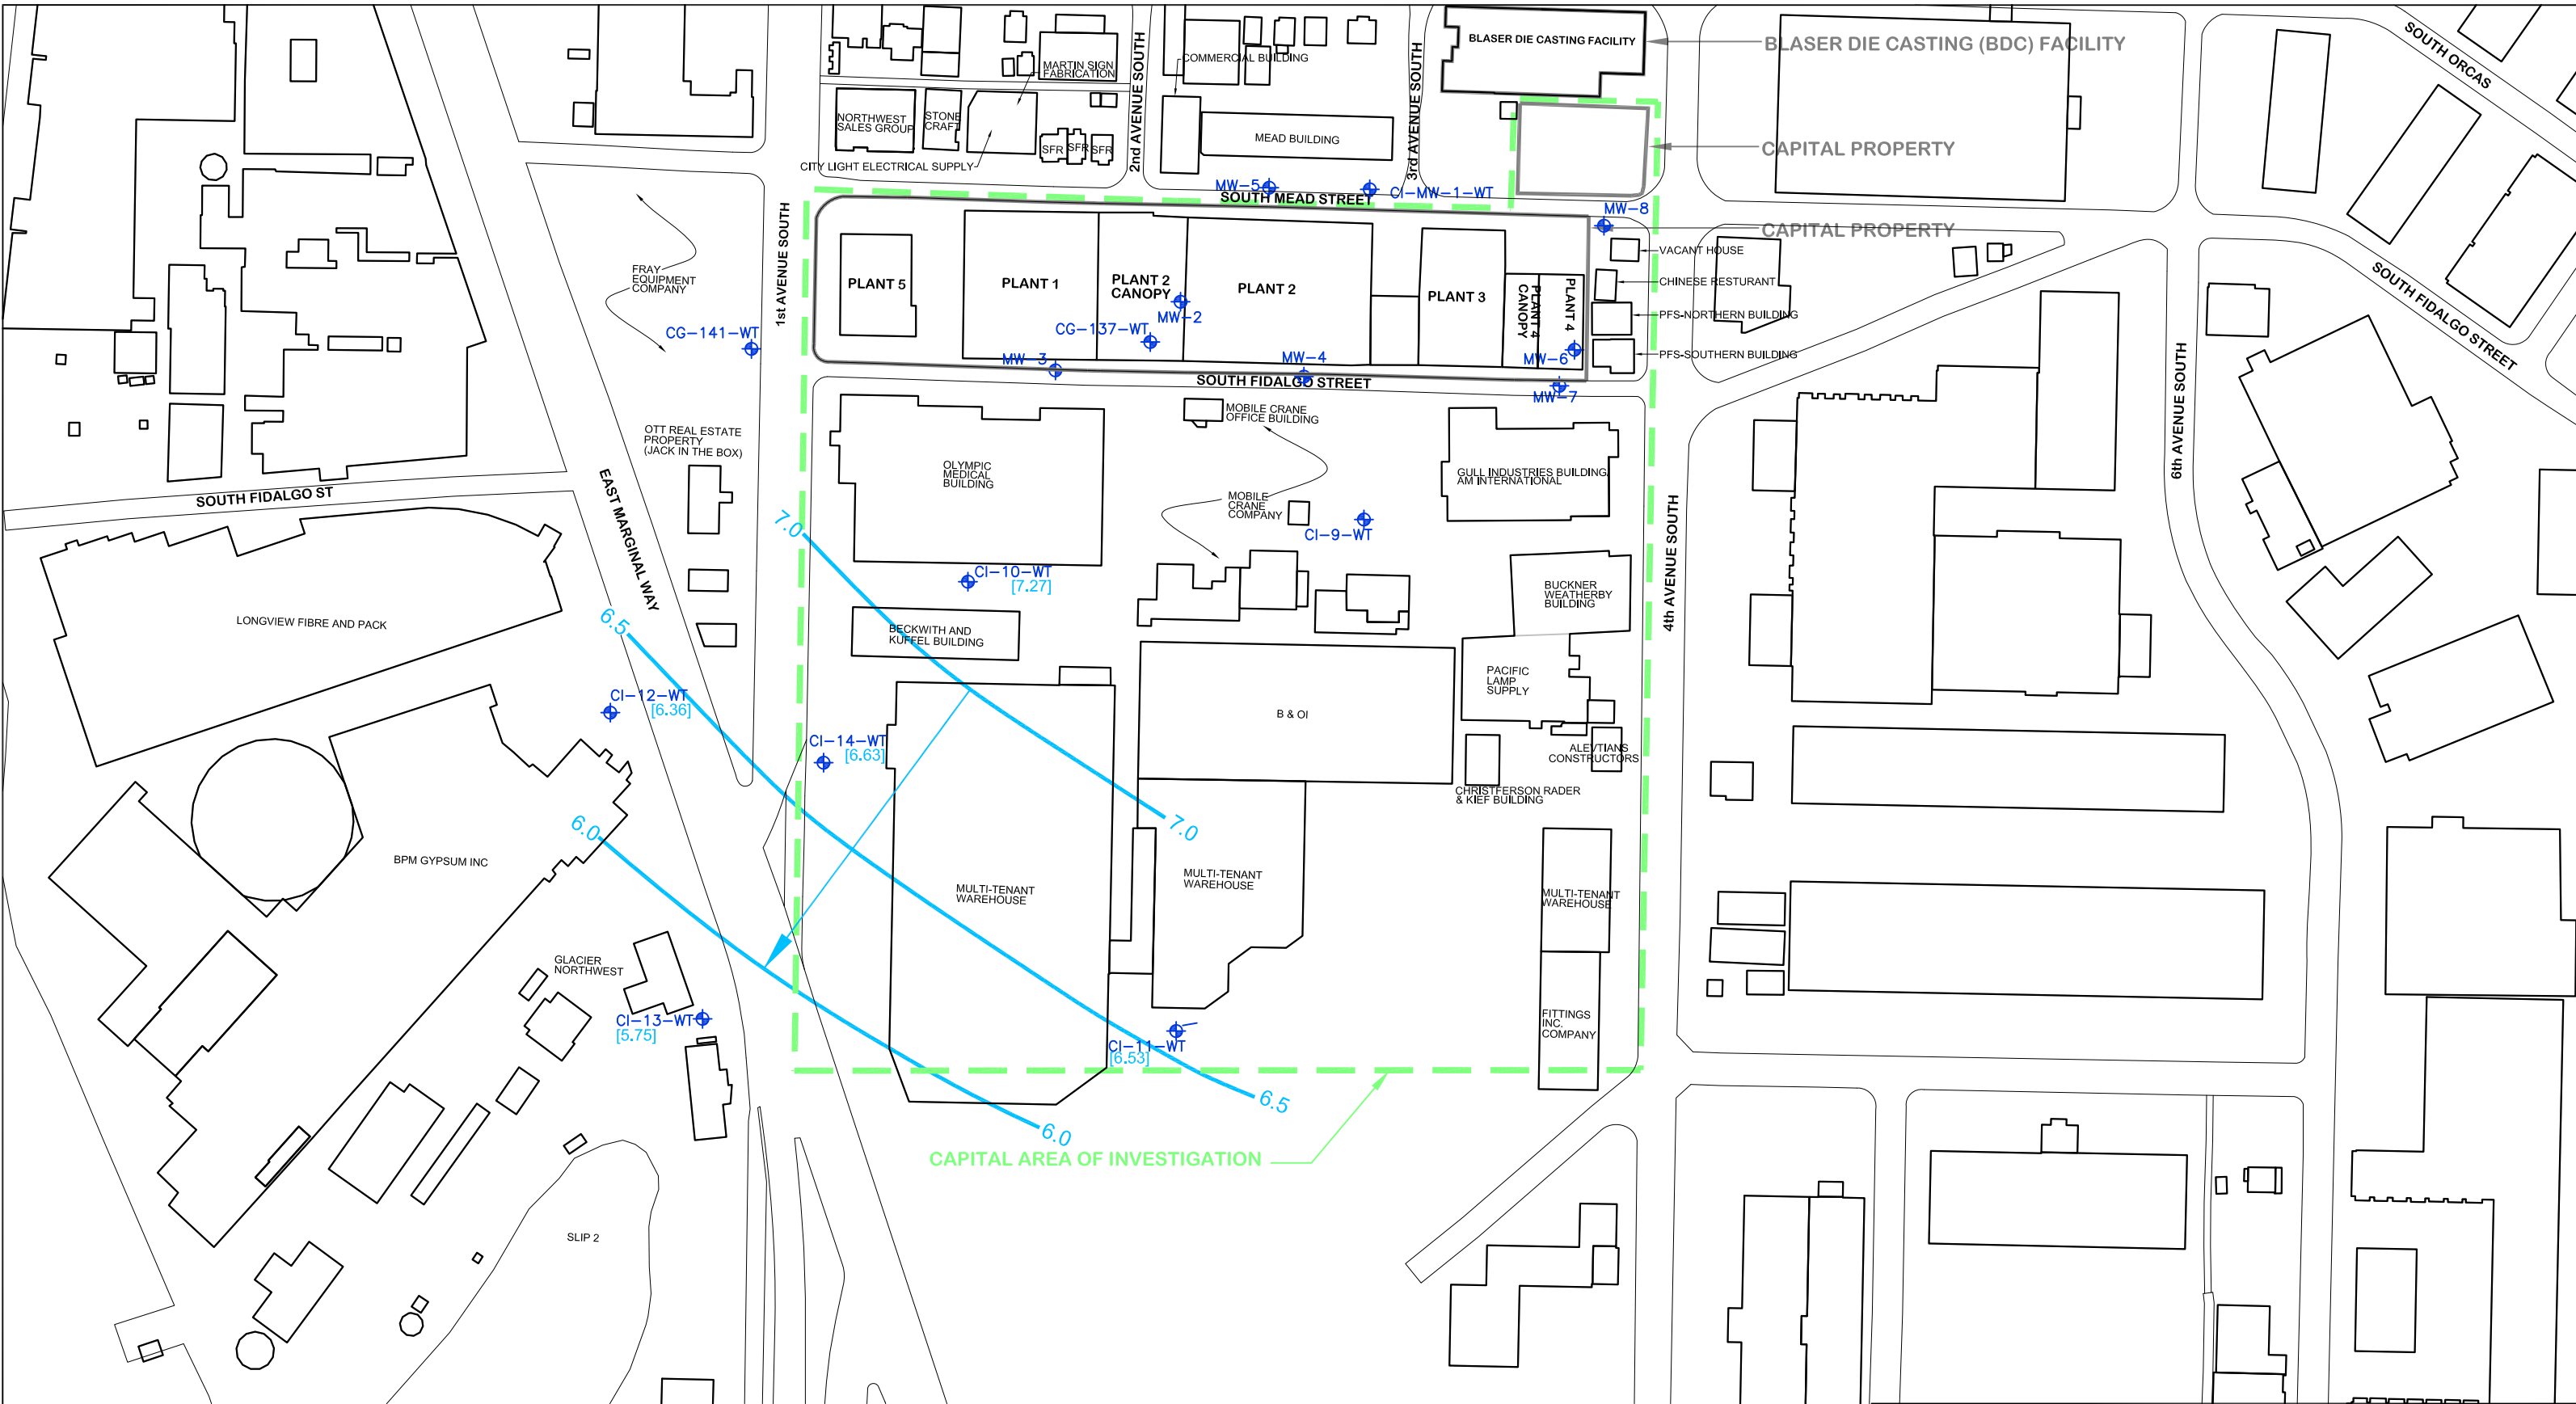 BLASER DIE CASTING FACILITY
BLASER DIE CASTING (BDC) FACILITY
SOUTH ORCAS
MARTIN SIGN
FABRICATION
2nd AVENUE SOUTH
COMMERCIAL BUILDING
3rd AVENUE SOUTH
NORTHWEST
SALES GROUP
STONE
CRAFT
CITY LIGHT ELECTRICAL SUPPLY
SFR
SFR
SFR
MEAD BUILDING
CAPITAL PROPERTY
MW-5
CI-MW-1-WT
SOUTH MEAD STREET
MW-8
CAPITAL PROPERTY
1st AVENUE SOUTH
FRAY
EQUIPMENT
COMPANY
PLANT 5
PLANT 1
PLANT 2
CANOPY
PLANT 2
PLANT 3
PLANT 4
CANOPY
PLANT 4
VACANT HOUSE
CHINESE RESTURANT
PFS-NORTHERN BUILDING
PFS-SOUTHERN BUILDING
SOUTH FIDALGO STREET
CG-141-WT
CG-137-WT
MW-2
MW-3
MW-4
MW-6
MW-7
SOUTH FIDALGO STREET
6th AVENUE SOUTH
OTT REAL ESTATE
PROPERTY
(JACK IN THE BOX)
MOBILE CRANE
OFFICE BUILDING
OLYMPIC
MEDICAL
BUILDING
GULL INDUSTRIES BUILDING,
AM INTERNATIONAL
SOUTH FIDALGO ST
EAST MARGINAL WAY
MOBILE
CRANE
COMPANY
4th AVENUE SOUTH
7.0
CI-9-WT
CI-10-WT
[7.27]
BUCKNER
WEATHERBY
BUILDING
LONGVIEW FIBRE AND PACK
6.5
BECKWITH AND
KUFFEL BUILDING
PACIFIC
LAMP
SUPPLY
CI-12-WT
[6.36]
B & OI
CI-14-WT
[6.63]
ALEVTIANS
CONSTRUCTORS
CHRISTFERSON RADER
& KIEF BUILDING
6.0
7.0
BPM GYPSUM INC
MULTI-TENANT
WAREHOUSE
MULTI-TENANT
WAREHOUSE
MULTI-TENANT
WAREHOUSE
GLACIER
NORTHWEST
CI-13-WT
[5.75]
FITTINGS
INC.
COMPANY
CI-11-WT
[6.53]
6.5
6.0
CAPITAL AREA OF INVESTIGATION
SLIP 2